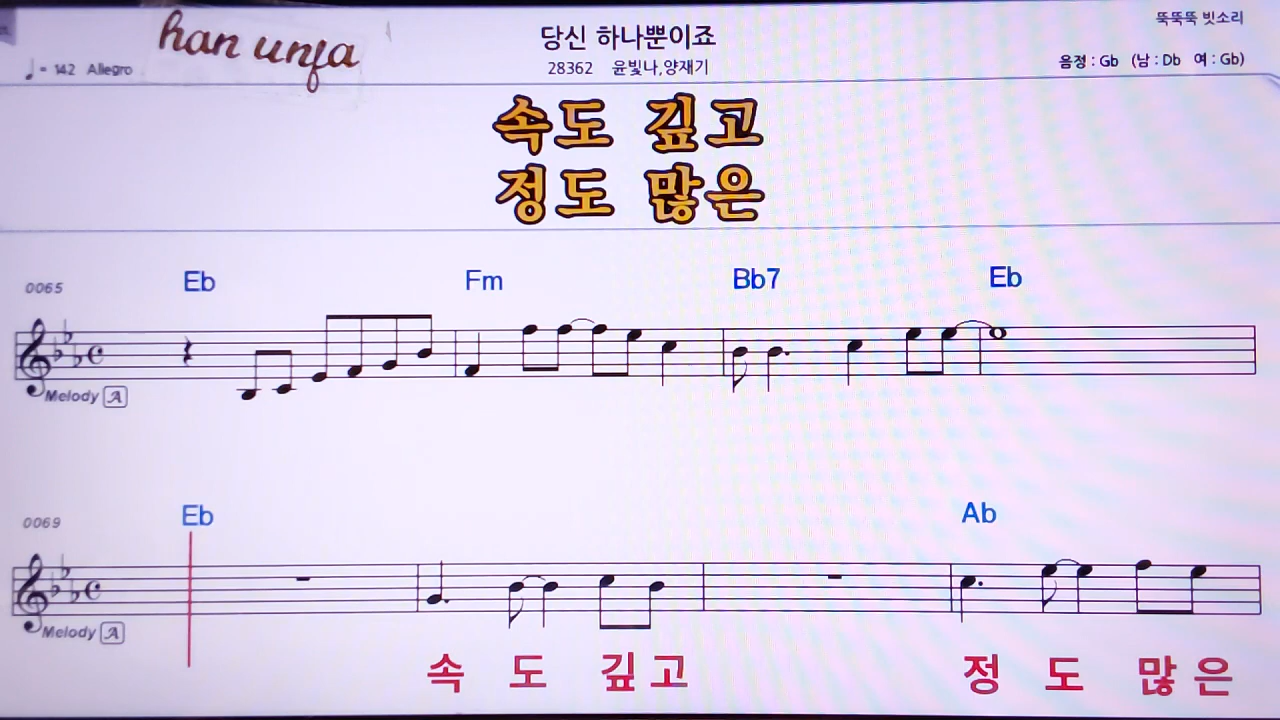 han unfa
당신 하나뿐이죠
뚝뚝뚝 빗소리
♩= 142 Allegro
28362 윤빛나,양재기
음정 : Gb (남 : Db 여 : Gb)
속도 깊고
정도 많은
0065 Eb Fm Bb7 Eb
Melody A
0069 Eb Ab
Melody A
속 도 깊 고 정 도 많 은